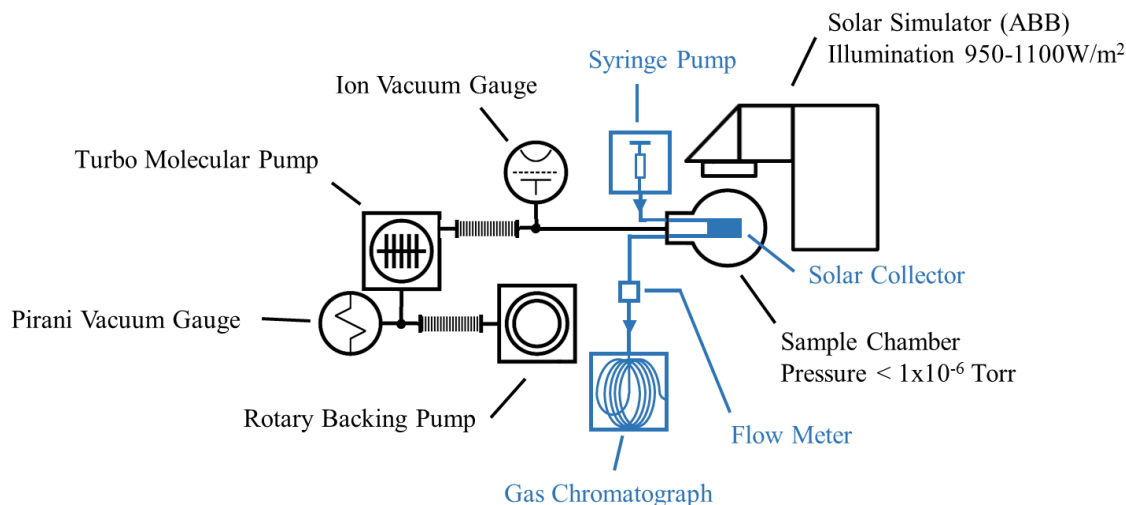 Solar Simulator (ABB)
Illumination 950-1100W/m²
Syringe Pump
Ion Vacuum Gauge
Turbo Molecular Pump
Solar Collector
Pirani Vacuum Gauge
Sample Chamber
Pressure < 1x10⁻⁶ Torr
Rotary Backing Pump
Flow Meter
Gas Chromatograph